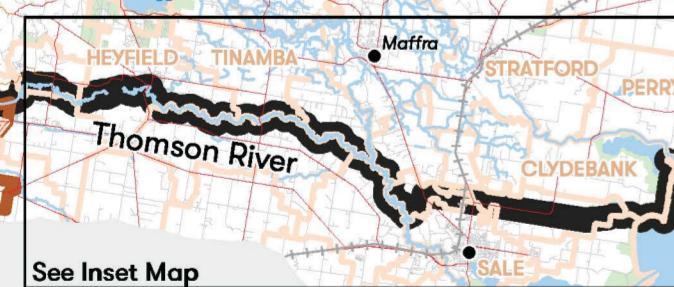 HEYFIELD
TINAMBA
Maffra
STRATFORD
PERRY
Thomson River
CLYDEBANK
See Inset Map
SALE